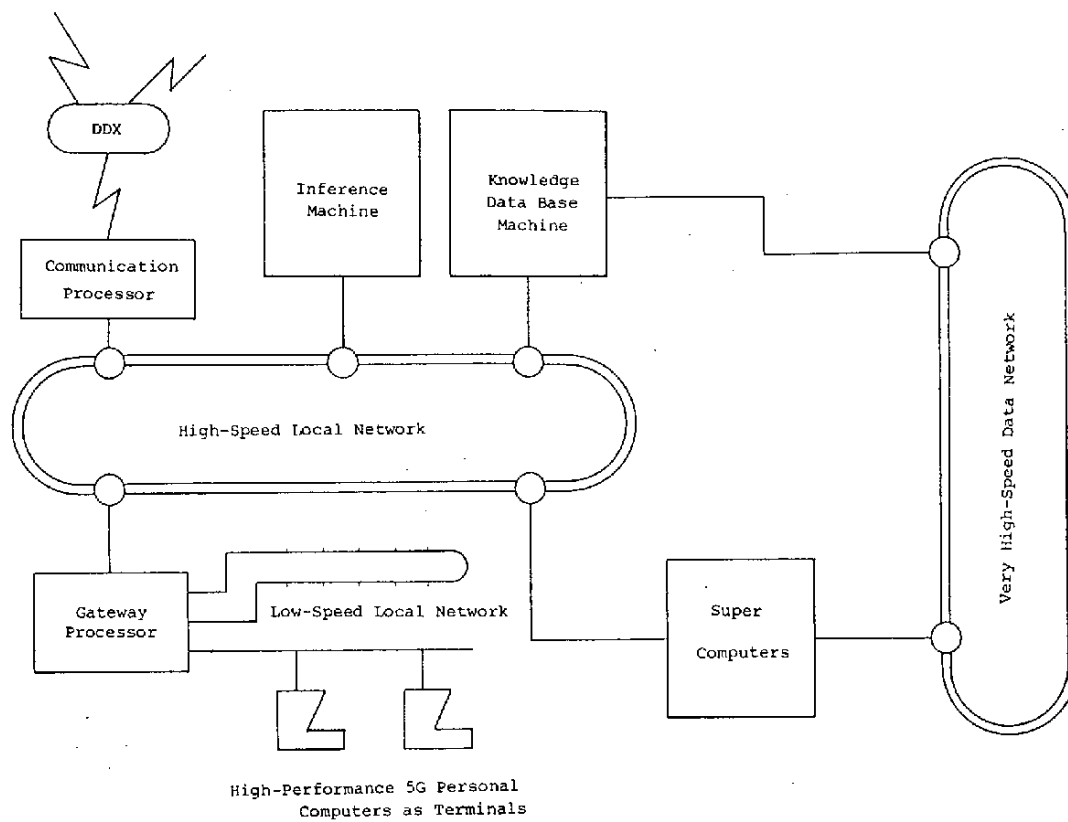 DDX
Inference
Machine
Knowledge
Data Base
Machine
Communication
Processor
High-Speed Local Network
Very High-Speed Data Network
Gateway
Processor
Low-Speed Local Network
Super
Computers
High-Performance 5G Personal
Computers as Terminals